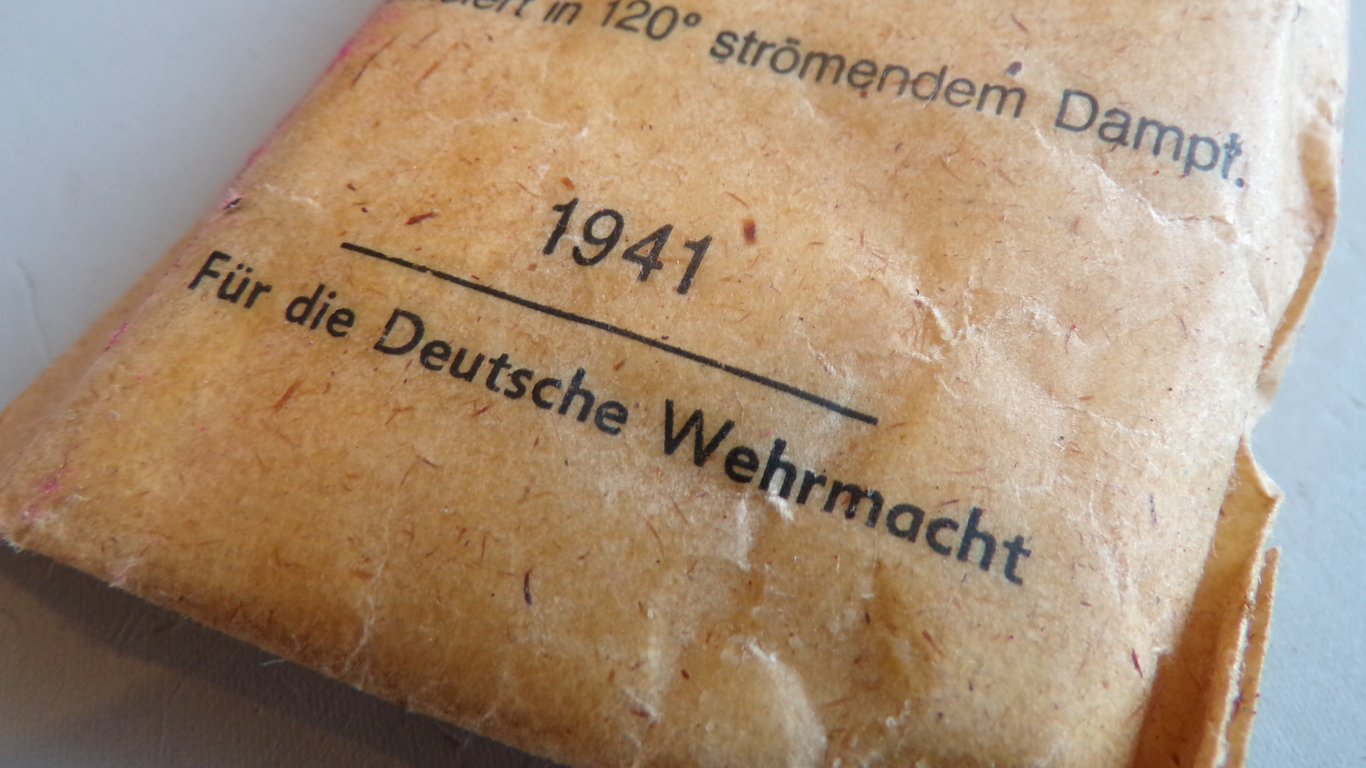 in 120° strömendem Dampf.
1941
Für die Deutsche Wehrmacht